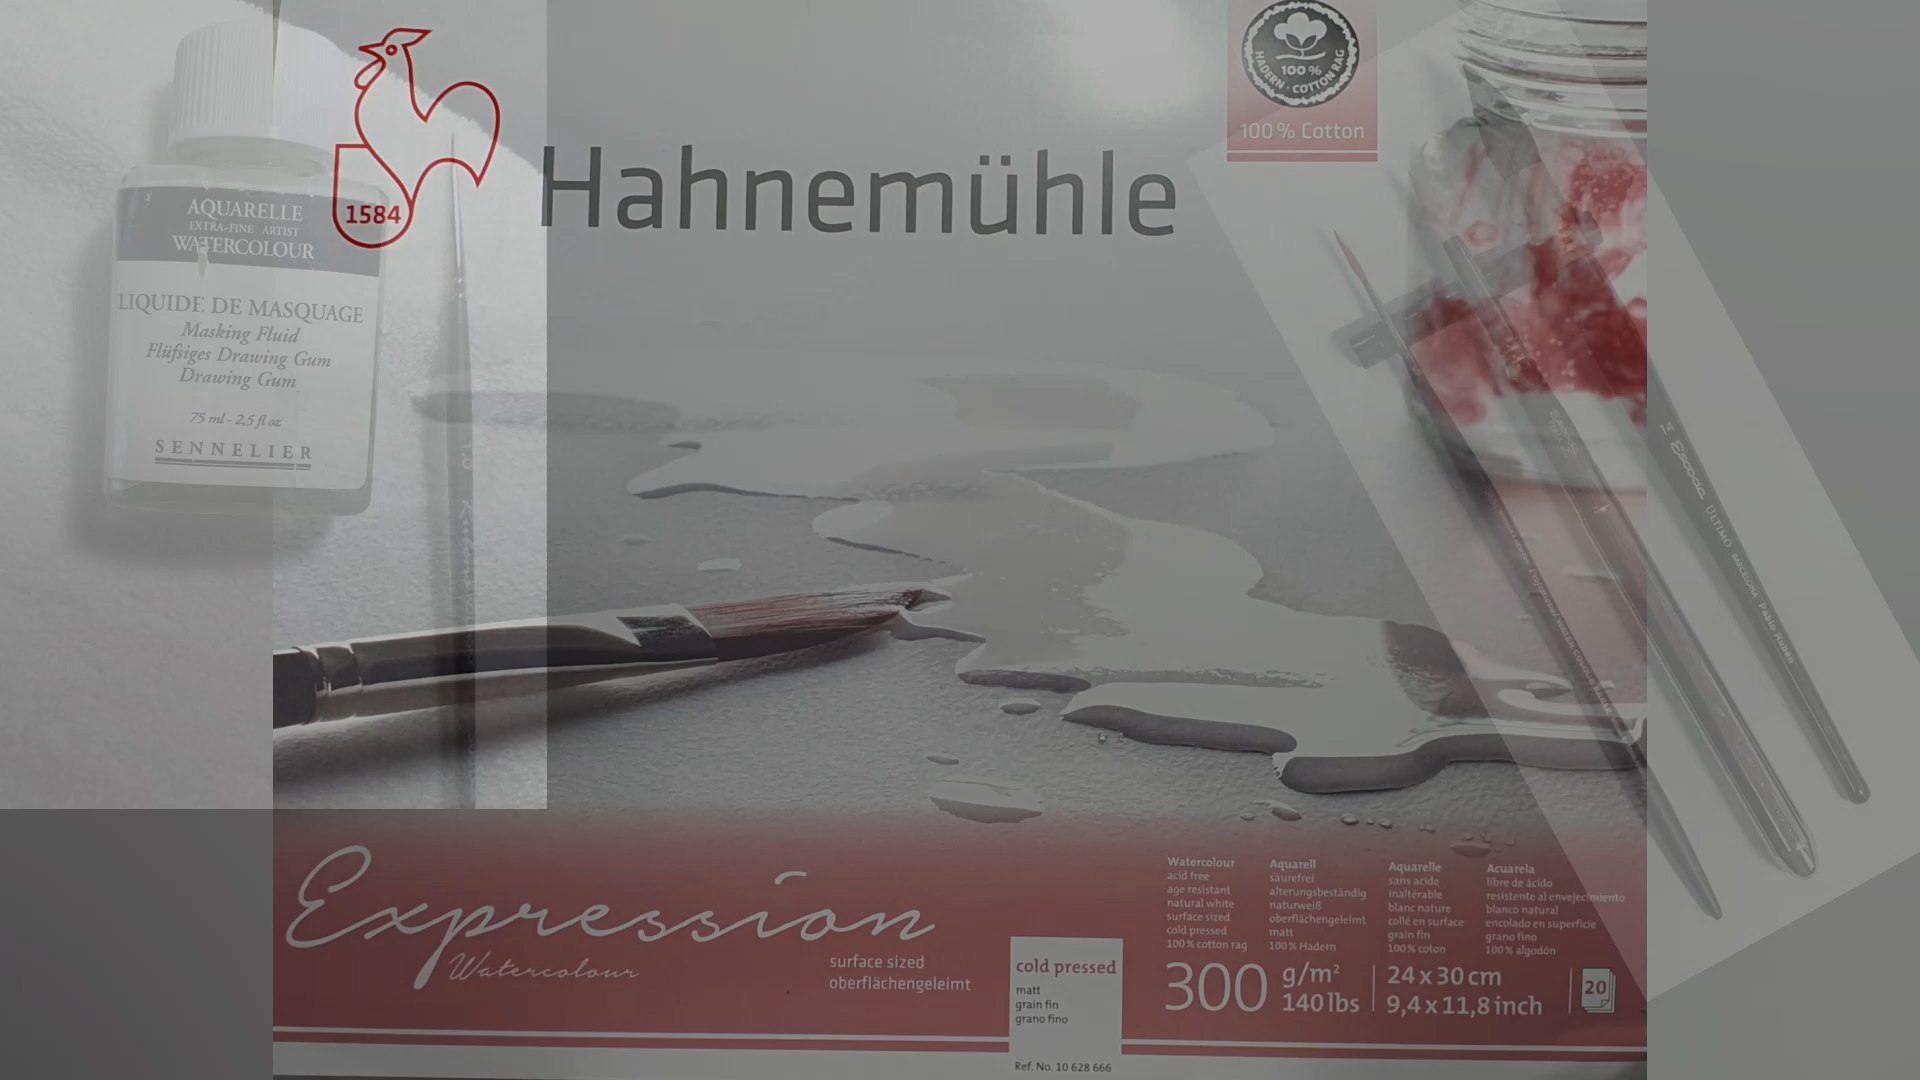 AQUARELLE
EXTRA-FINE ARTIST
WATERCOLOUR
LIQUIDE DE MASQUAGE
Masking Fluid
Flüßiges Drawing Gum
Drawing Gum
75 ml - 2,5 fl oz
SENNELIER
1584
Hahnemühle
HADERN · COTTON RAG
100 %
100 % Cotton
14 Escoda ULTIMO BARCELONA Pablo Rubén
Expression
Watercolour
surface sized
oberflächengeleimt
cold pressed
matt
grain fin
grano fino
Ref. No. 10 628 666
Watercolour
acid free
age resistant
natural white
surface sized
cold pressed
100 % cotton rag
Aquarell
säurefrei
alterungsbeständig
naturweiß
oberflächengeleimt
matt
100 % Hadern
Aquarelle
sans acide
inaltérable
blanc nature
collé en surface
grain fin
100 % coton
Acuarela
libre de ácido
resistente al envejecimiento
blanco natural
encolado en superficie
grano fino
100 % algodón
300 g/m²
140 lbs
24 x 30 cm
9,4 x 11,8 inch
20